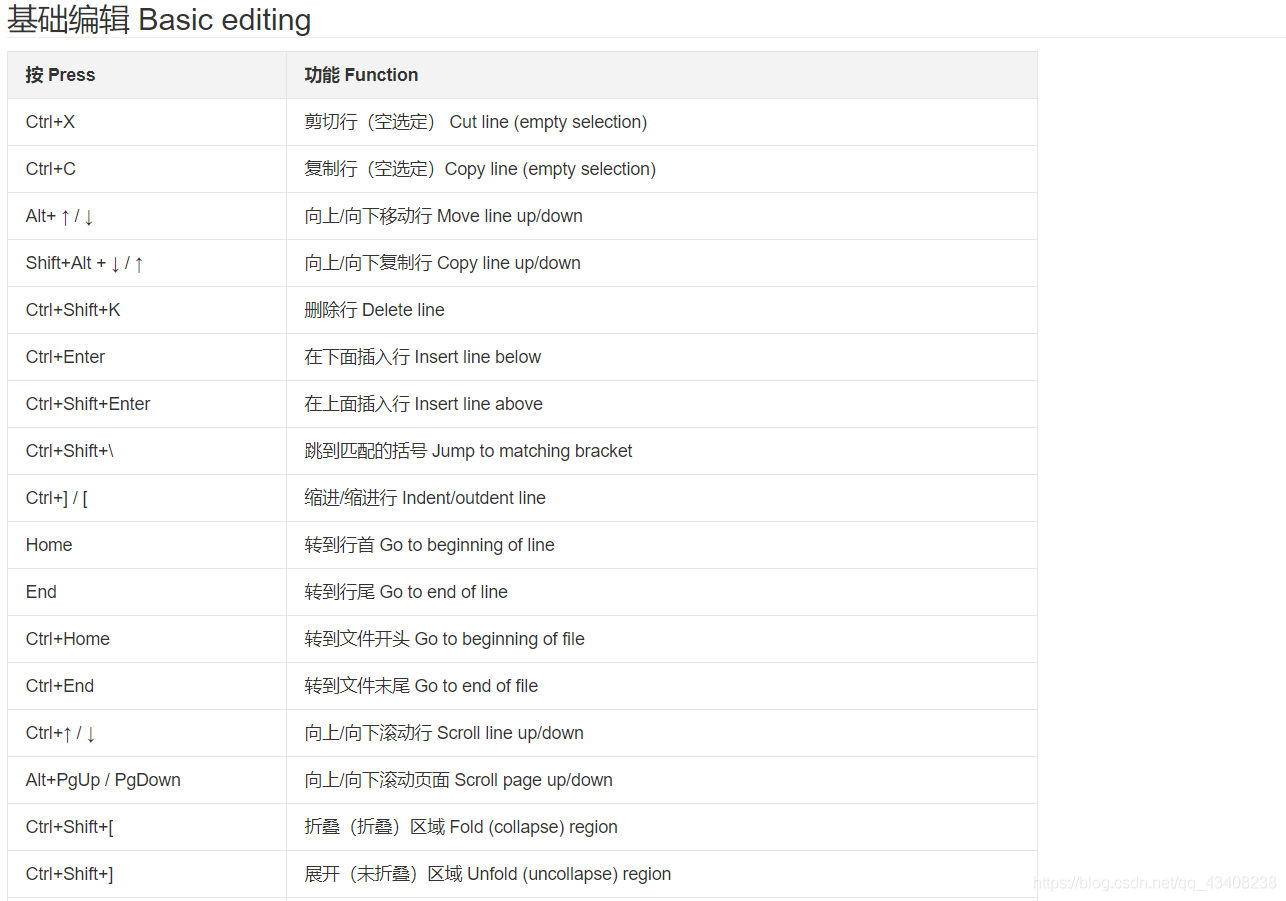 基础编辑 Basic editing
按 Press 功能 Function
Ctrl+X 剪切行（空选定） Cut line (empty selection)
Ctrl+C 复制行（空选定）Copy line (empty selection)
Alt+ ↑ / ↓ 向上/向下移动行 Move line up/down
Shift+Alt + ↓ / ↑ 向上/向下复制行 Copy line up/down
Ctrl+Shift+K 删除行 Delete line
Ctrl+Enter 在下面插入行 Insert line below
Ctrl+Shift+Enter 在上面插入行 Insert line above
Ctrl+Shift+\ 跳到匹配的括号 Jump to matching bracket
Ctrl+] / [ 缩进/缩进行 Indent/outdent line
Home 转到行首 Go to beginning of line
End 转到行尾 Go to end of line
Ctrl+Home 转到文件开头 Go to beginning of file
Ctrl+End 转到文件末尾 Go to end of file
Ctrl+↑ / ↓ 向上/向下滚动行 Scroll line up/down
Alt+PgUp / PgDown 向上/向下滚动页面 Scroll page up/down
Ctrl+Shift+[ 折叠（折叠）区域 Fold (collapse) region
Ctrl+Shift+] 展开（未折叠）区域 Unfold (uncollapse) region
https://blog.csdn.net/qq_43408238